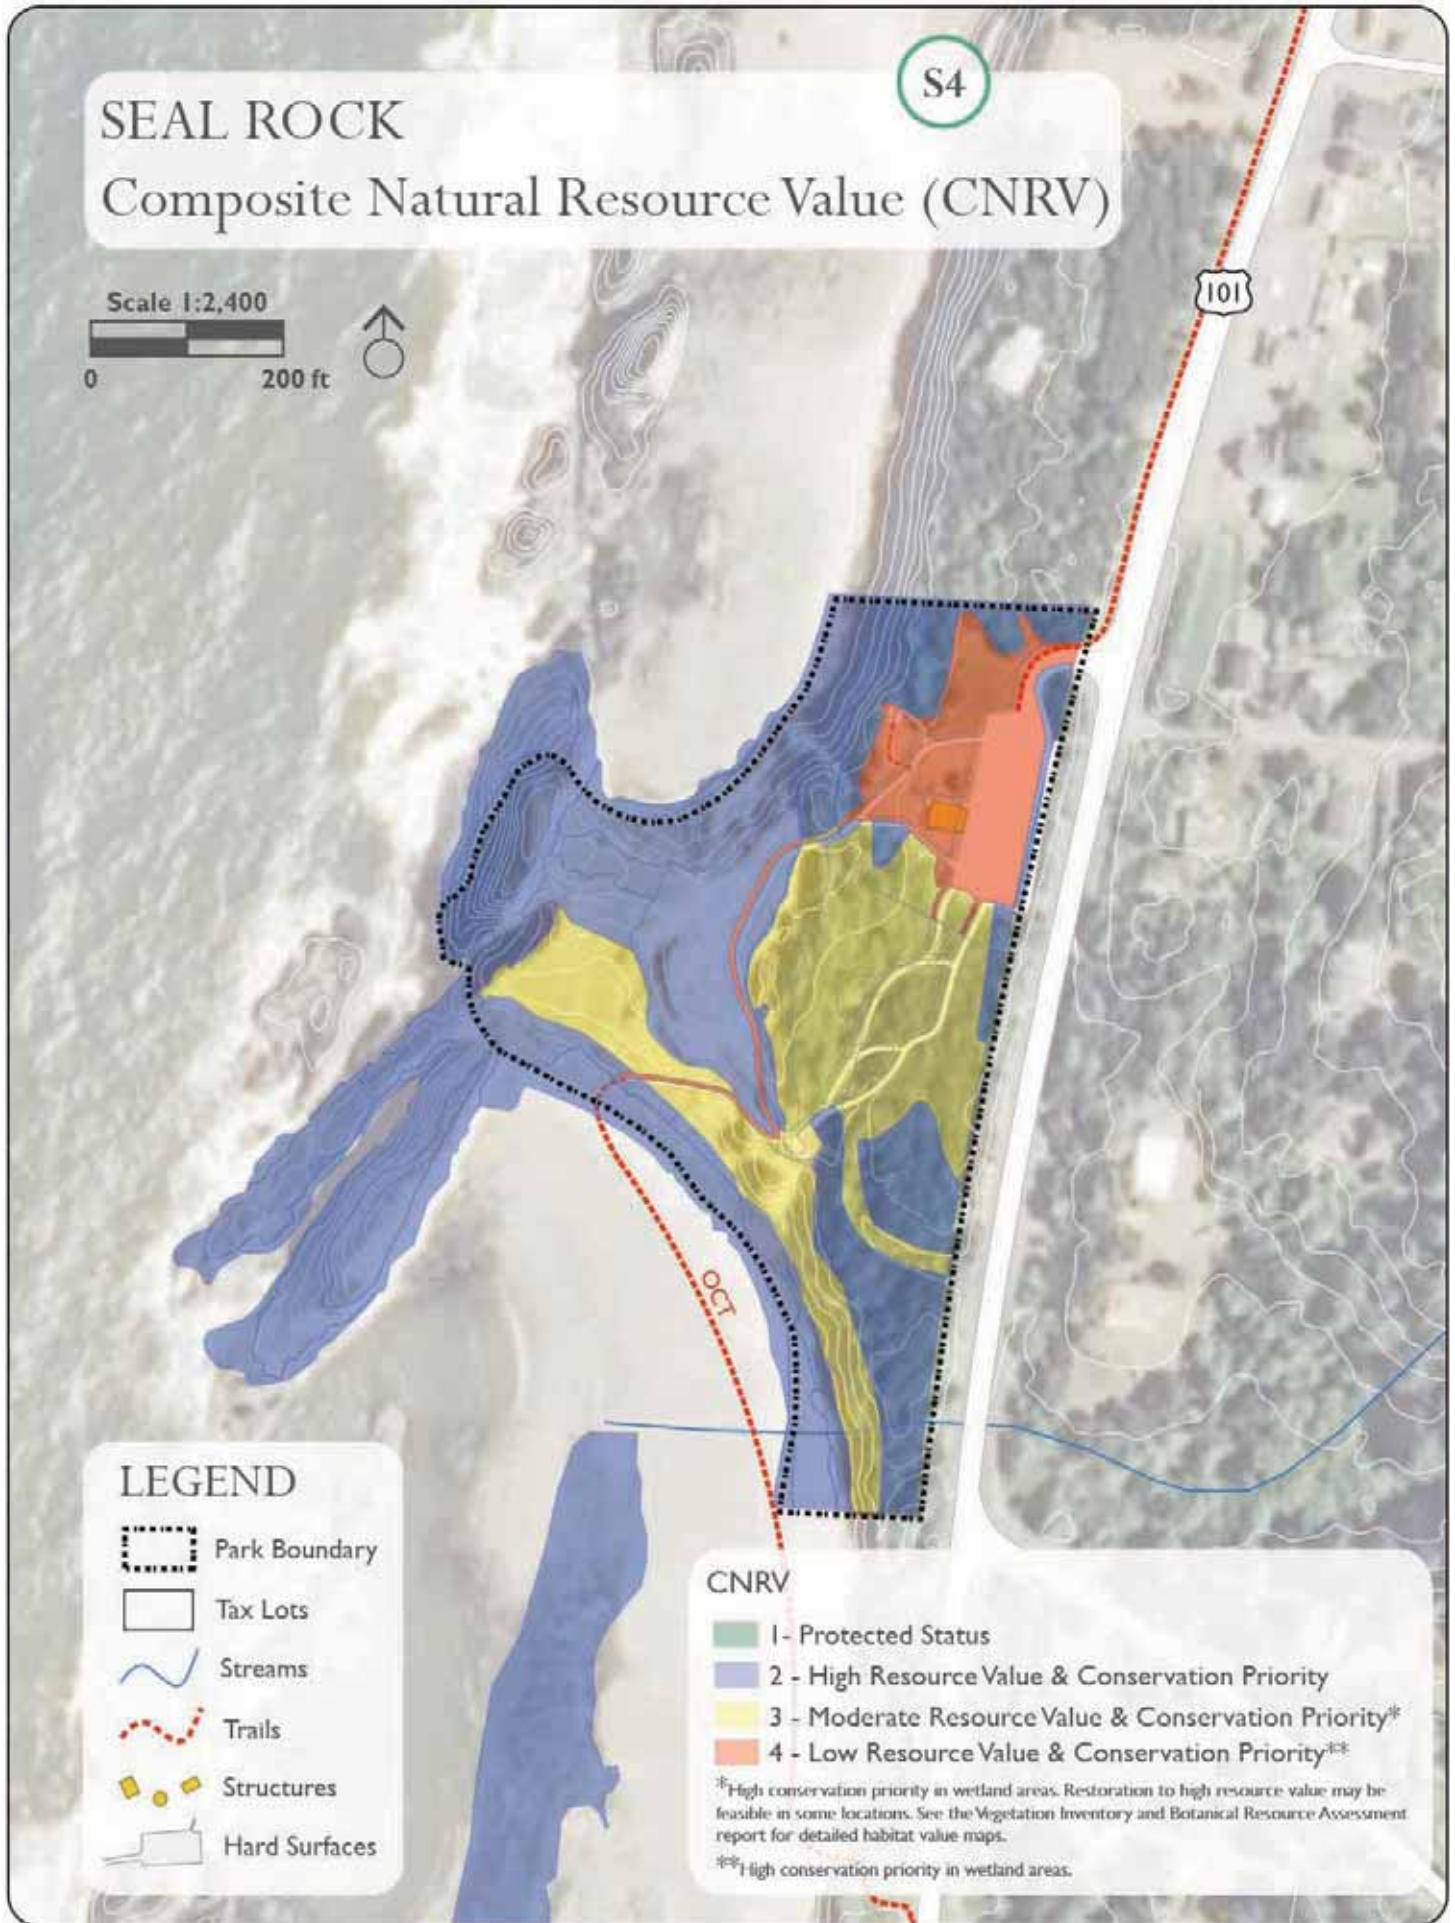 S4
SEAL ROCK
Composite Natural Resource Value (CNRV)
Scale 1:2,400
0 200 ft
101
OCT
LEGEND
Park Boundary
Tax Lots
Streams
Trails
Structures
Hard Surfaces
CNRV
1- Protected Status
2 - High Resource Value & Conservation Priority
3 - Moderate Resource Value & Conservation Priority*
4 - Low Resource Value & Conservation Priority**
*High conservation priority in wetland areas. Restoration to high resource value may be
feasible in some locations. See the Vegetation Inventory and Botanical Resource Assessment
report for detailed habitat value maps.
**High conservation priority in wetland areas.